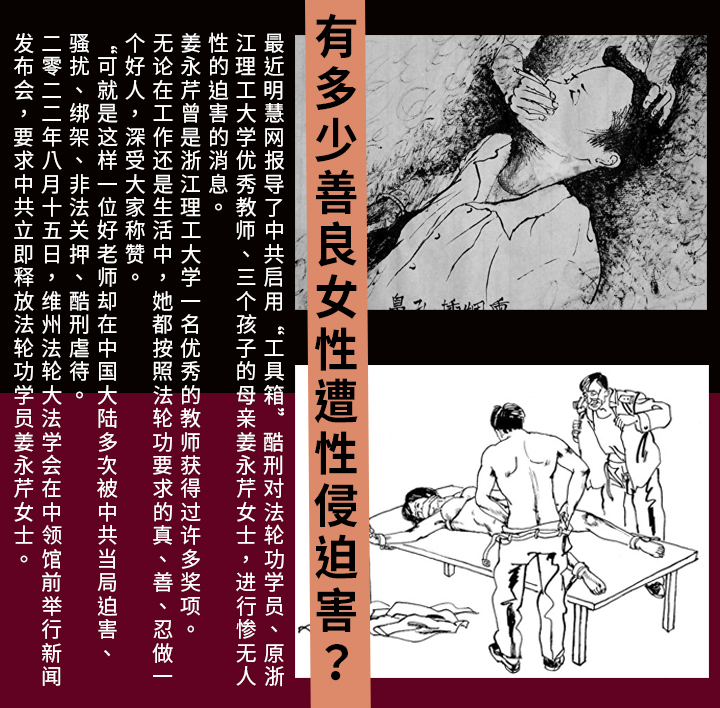 有多少善良女性遭性侵迫害？
最近明慧网报导了中共启用“工具箱”酷刑对法轮功学员、原浙
江理工大学优秀教师、三个孩子的母亲姜永芹女士，进行惨无人
性的迫害的消息。
姜永芹曾是浙江理工大学一名优秀的教师获得过许多奖项。
无论在工作还是生活中，她都按照法轮功要求的真、善、忍做一
个好人，深受大家称赞。
“可就是这样一位好老师却在中国大陆多次被中共当局迫害、
骚扰、绑架、非法关押、酷刑虐待。
二零二二年八月十五日，维州法轮大法学会在中领馆前举行新闻
发布会，要求中共立即释放法轮功学员姜永芹女士。